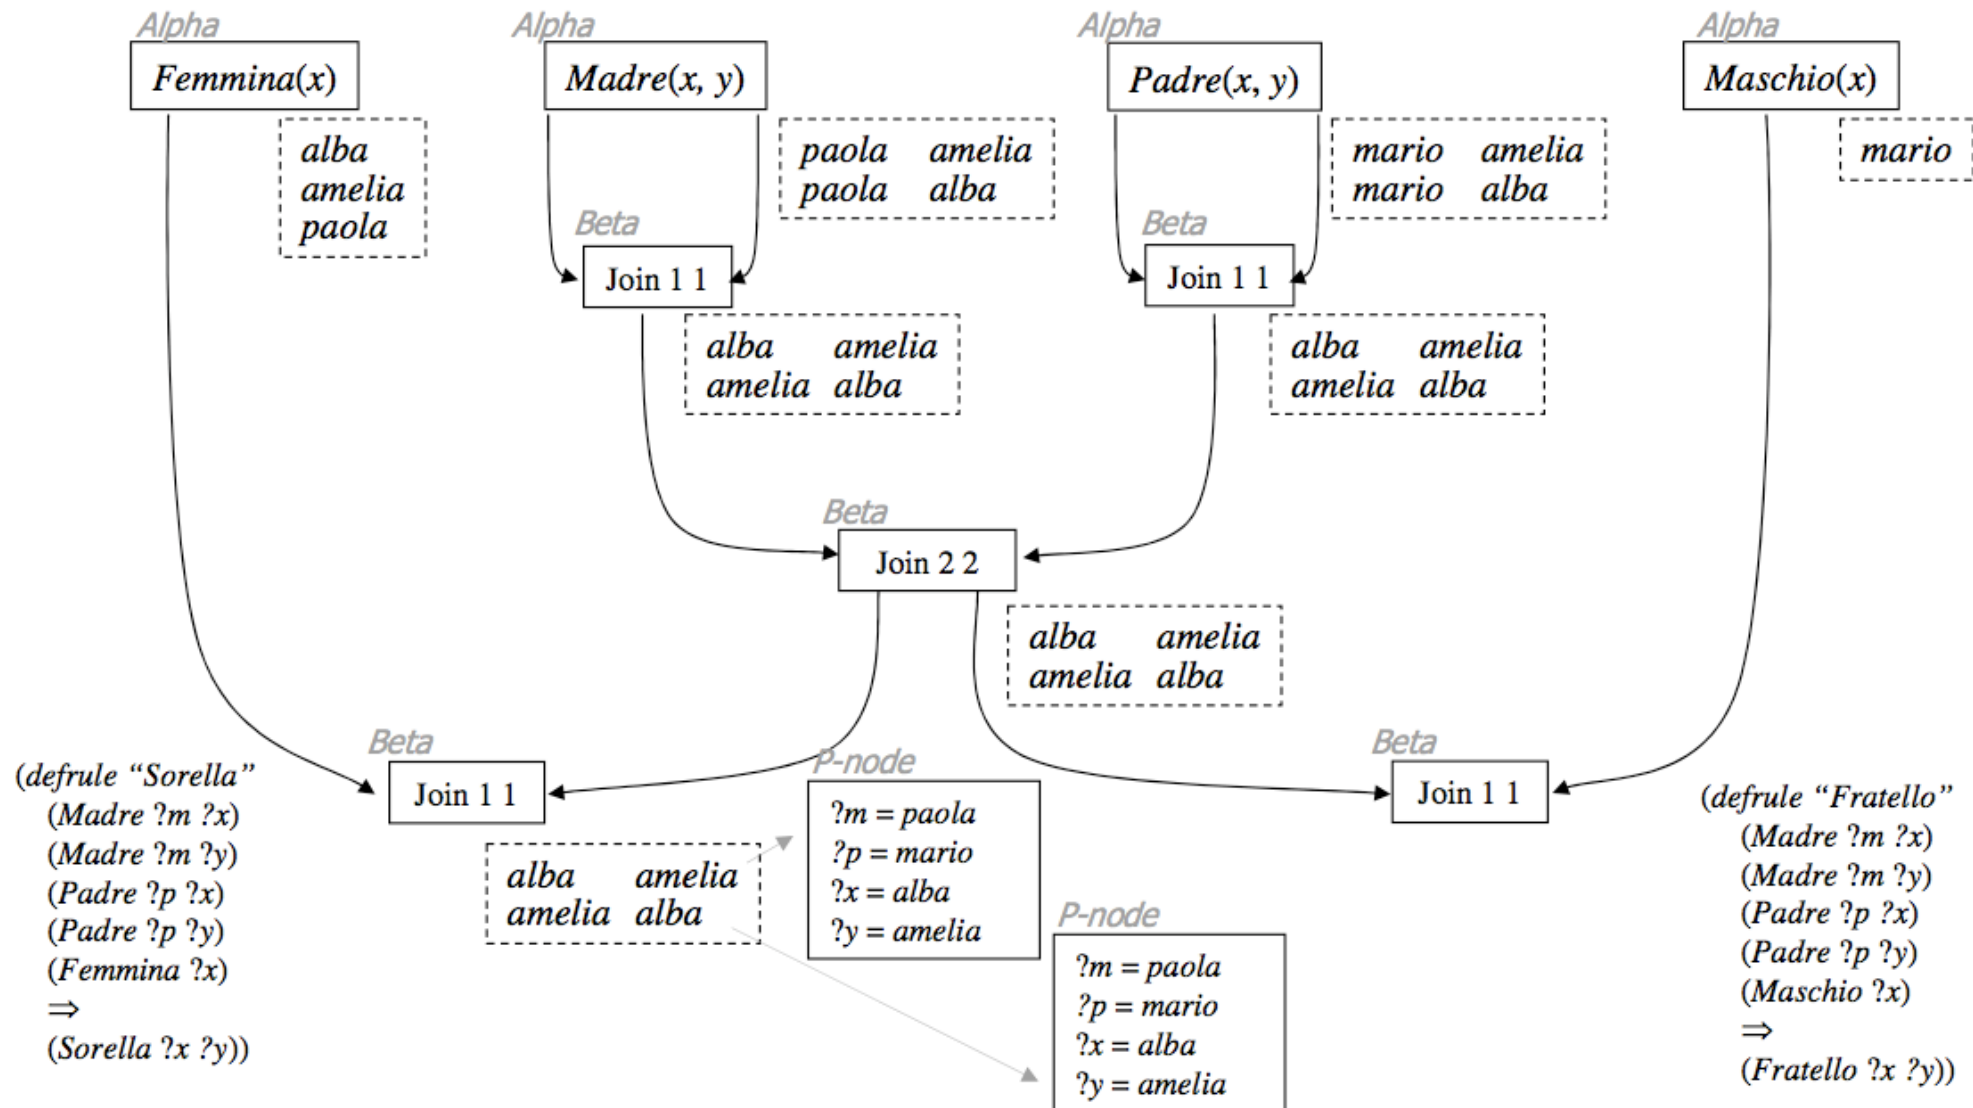 Alpha
Femmina(x)
alba
amelia
paola
Alpha
Madre(x, y)
paola amelia
paola alba
Beta
Join 1 1
alba amelia
amelia alba
Alpha
Padre(x, y)
mario amelia
mario alba
Beta
Join 1 1
alba amelia
amelia alba
Alpha
Maschio(x)
mario
Beta
Join 2 2
alba amelia
amelia alba
Beta
Join 1 1
alba amelia
amelia alba
P-node
?m = paola
?p = mario
?x = alba
?y = amelia
P-node
?m = paola
?p = mario
?x = alba
?y = amelia
Beta
Join 1 1
(defrule “Sorella”
(Madre ?m ?x)
(Madre ?m ?y)
(Padre ?p ?x)
(Padre ?p ?y)
(Femmina ?x)
⇒
(Sorella ?x ?y))
(defrule “Fratello”
(Madre ?m ?x)
(Madre ?m ?y)
(Padre ?p ?x)
(Padre ?p ?y)
(Maschio ?x)
⇒
(Fratello ?x ?y))